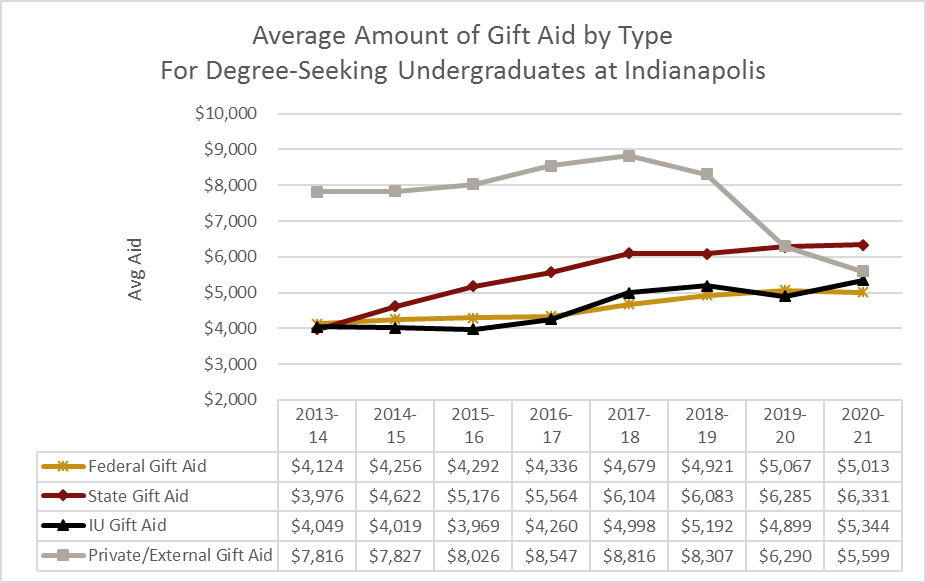 Average Amount of Gift Aid by Type
For Degree-Seeking Undergraduates at Indianapolis
$10,000
$9,000
$8,000
$7,000
$6,000
$5,000
$4,000
$3,000
$2,000
Avg Aid
2013-14 2014-15 2015-16 2016-17 2017-18 2018-19 2019-20 2020-21
Federal Gift Aid $4,124 $4,256 $4,292 $4,336 $4,679 $4,921 $5,067 $5,013
State Gift Aid $3,976 $4,622 $5,176 $5,564 $6,104 $6,083 $6,285 $6,331
IU Gift Aid $4,049 $4,019 $3,969 $4,260 $4,998 $5,192 $4,899 $5,344
Private/External Gift Aid $7,816 $7,827 $8,026 $8,547 $8,816 $8,307 $6,290 $5,599